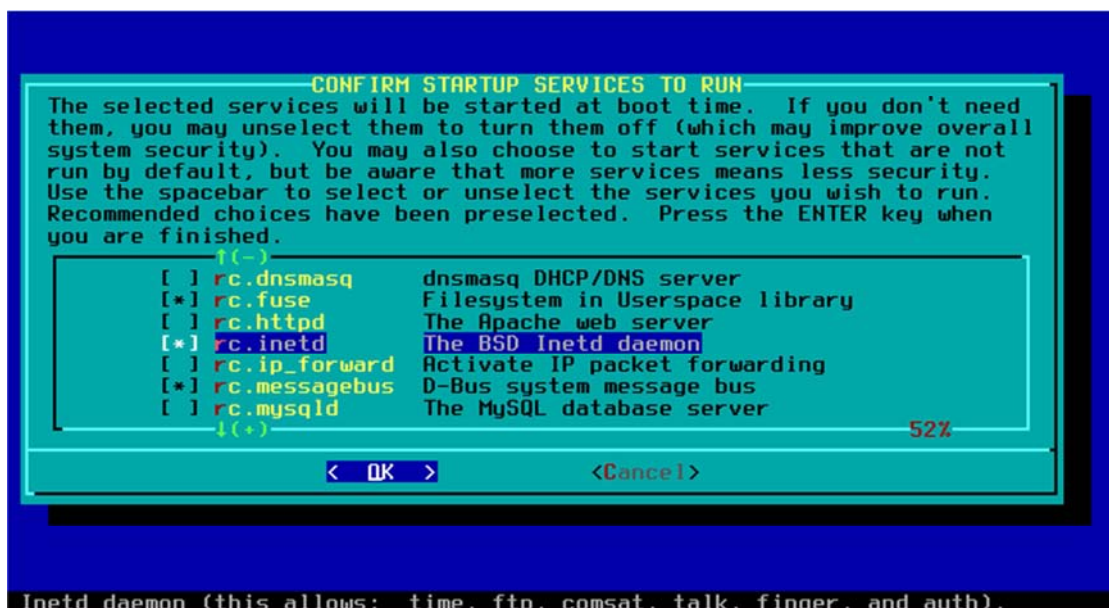 CONFIRM STARTUP SERVICES TO RUN
The selected services will be started at boot time.  If you don't need
them, you may unselect them to turn them off (which may improve overall
system security).  You may also choose to start services that are not
run by default, but be aware that more services means less security.
Use the spacebar to select or unselect the services you wish to run.
Recommended choices have been preselected.  Press the ENTER key when
you are finished.
↑(-)
[ ] rc.dnsmasq     dnsmasq DHCP/DNS server
[*] rc.fuse        Filesystem in Userspace library
[ ] rc.httpd       The Apache web server
[*] rc.inetd       The BSD Inetd daemon
[ ] rc.ip_forward  Activate IP packet forwarding
[*] rc.messagebus  D-Bus system message bus
[ ] rc.mysqld      The MySQL database server
↓(+) 52%
<  OK  > <Cancel>
Inetd daemon (this allows:  time, ftp, comsat, talk, finger, and auth).